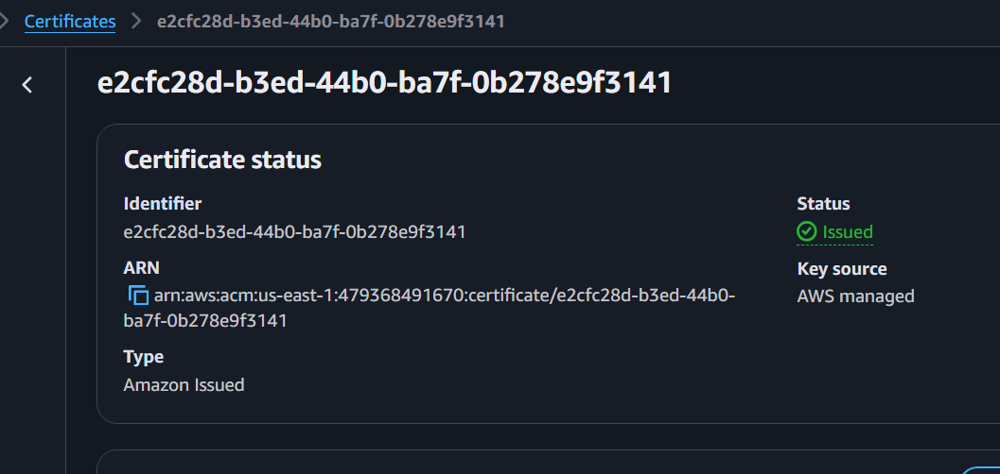 Certificates > e2cfc28d-b3ed-44b0-ba7f-0b278e9f3141
e2cfc28d-b3ed-44b0-ba7f-0b278e9f3141
Certificate status
Identifier
e2cfc28d-b3ed-44b0-ba7f-0b278e9f3141
ARN
arn:aws:acm:us-east-1:479368491670:certificate/e2cfc28d-b3ed-44b0-
ba7f-0b278e9f3141
Type
Amazon Issued
Status
Issued
Key source
AWS managed